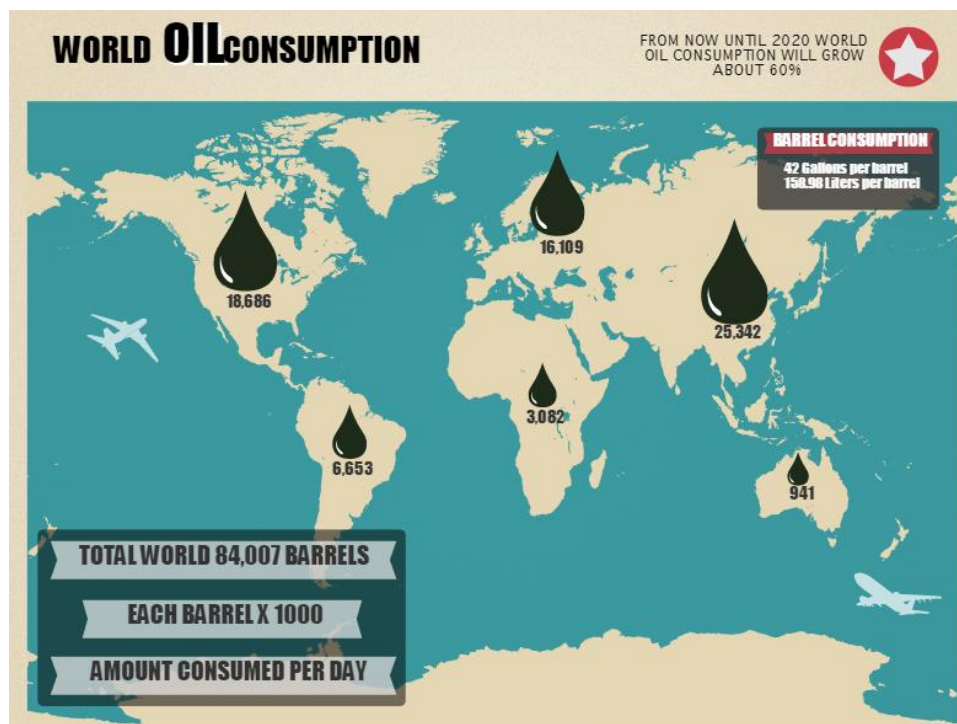 WORLD OIL CONSUMPTION
FROM NOW UNTIL 2020 WORLD
OIL CONSUMPTION WILL GROW
ABOUT 60%
BARREL CONSUMPTION
42 Gallons per barrel
158.98 Liters per barrel
16,109
18,686
25,342
3,082
6,653
941
TOTAL WORLD 84,007 BARRELS
EACH BARREL X 1000
AMOUNT CONSUMED PER DAY